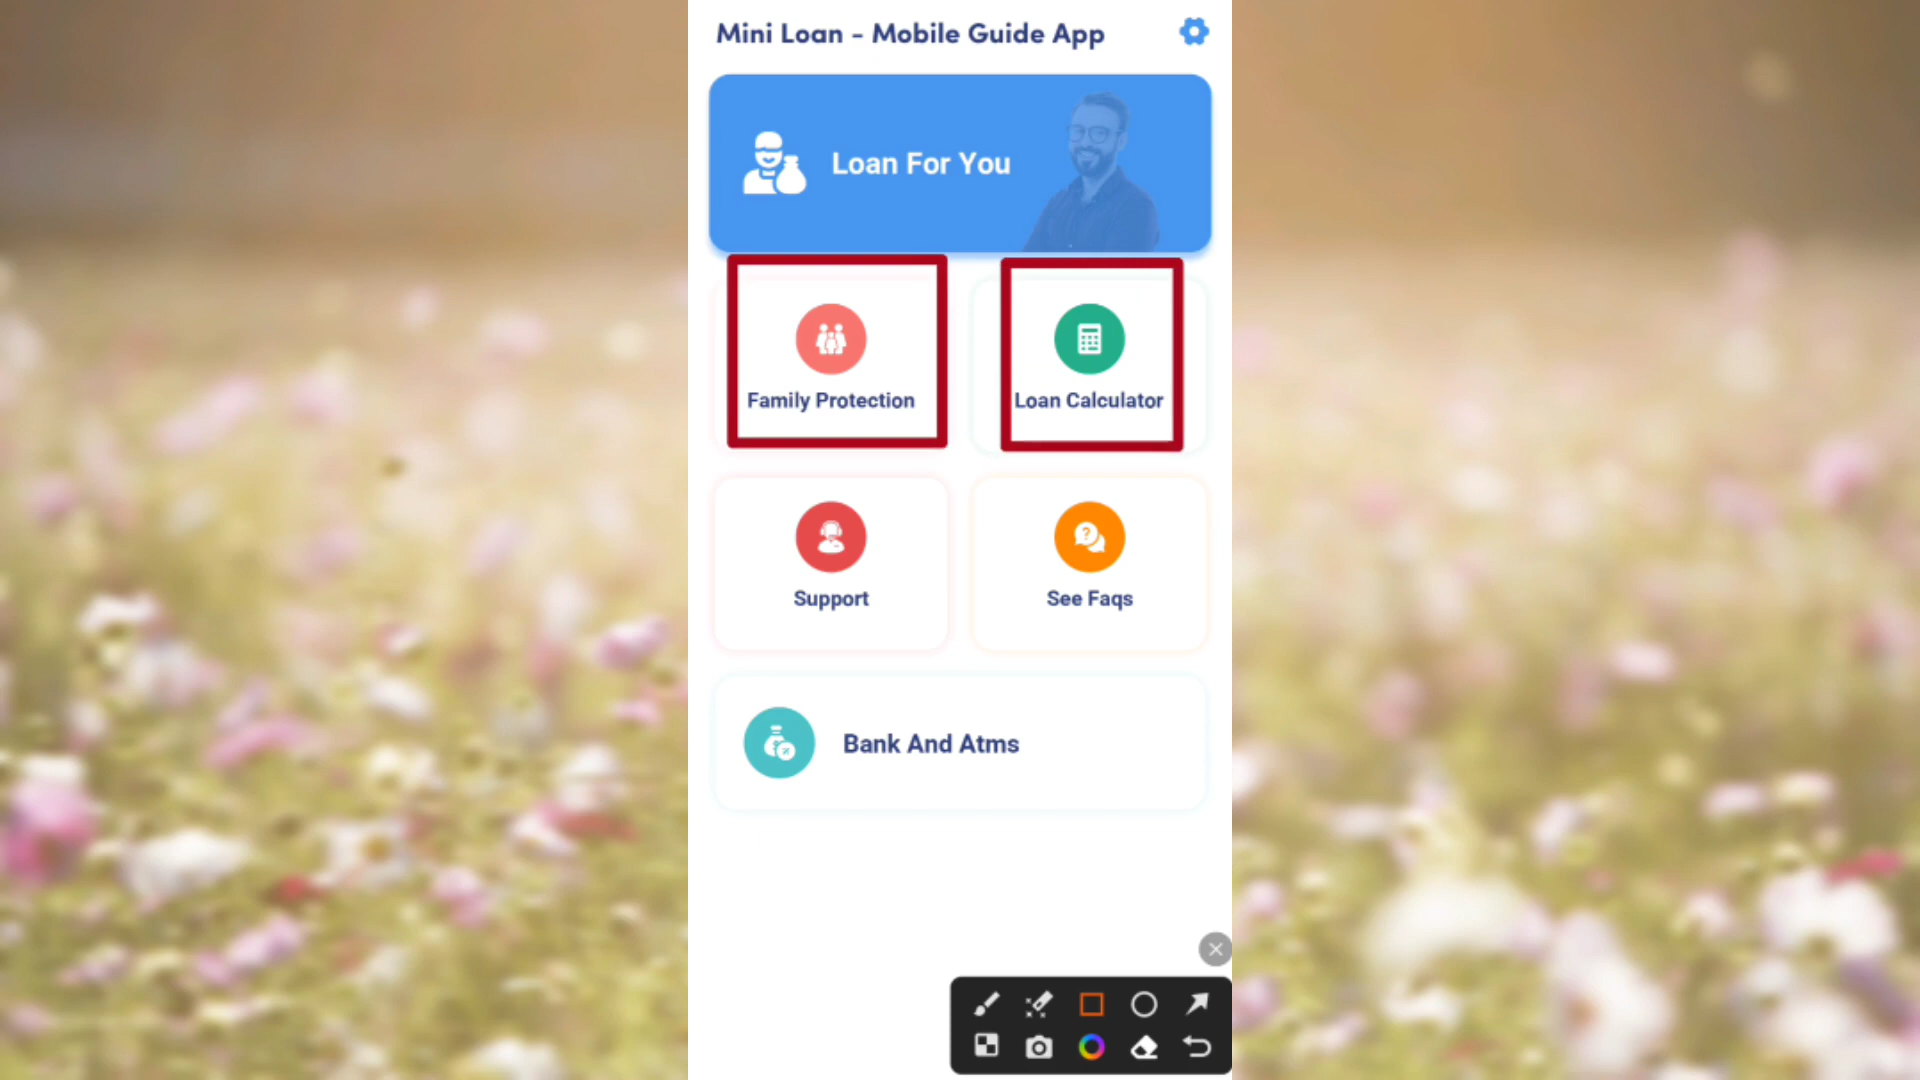 Mini Loan - Mobile Guide App
Loan For You
Family Protection
Loan Calculator
Support
See Faqs
Bank And Atms